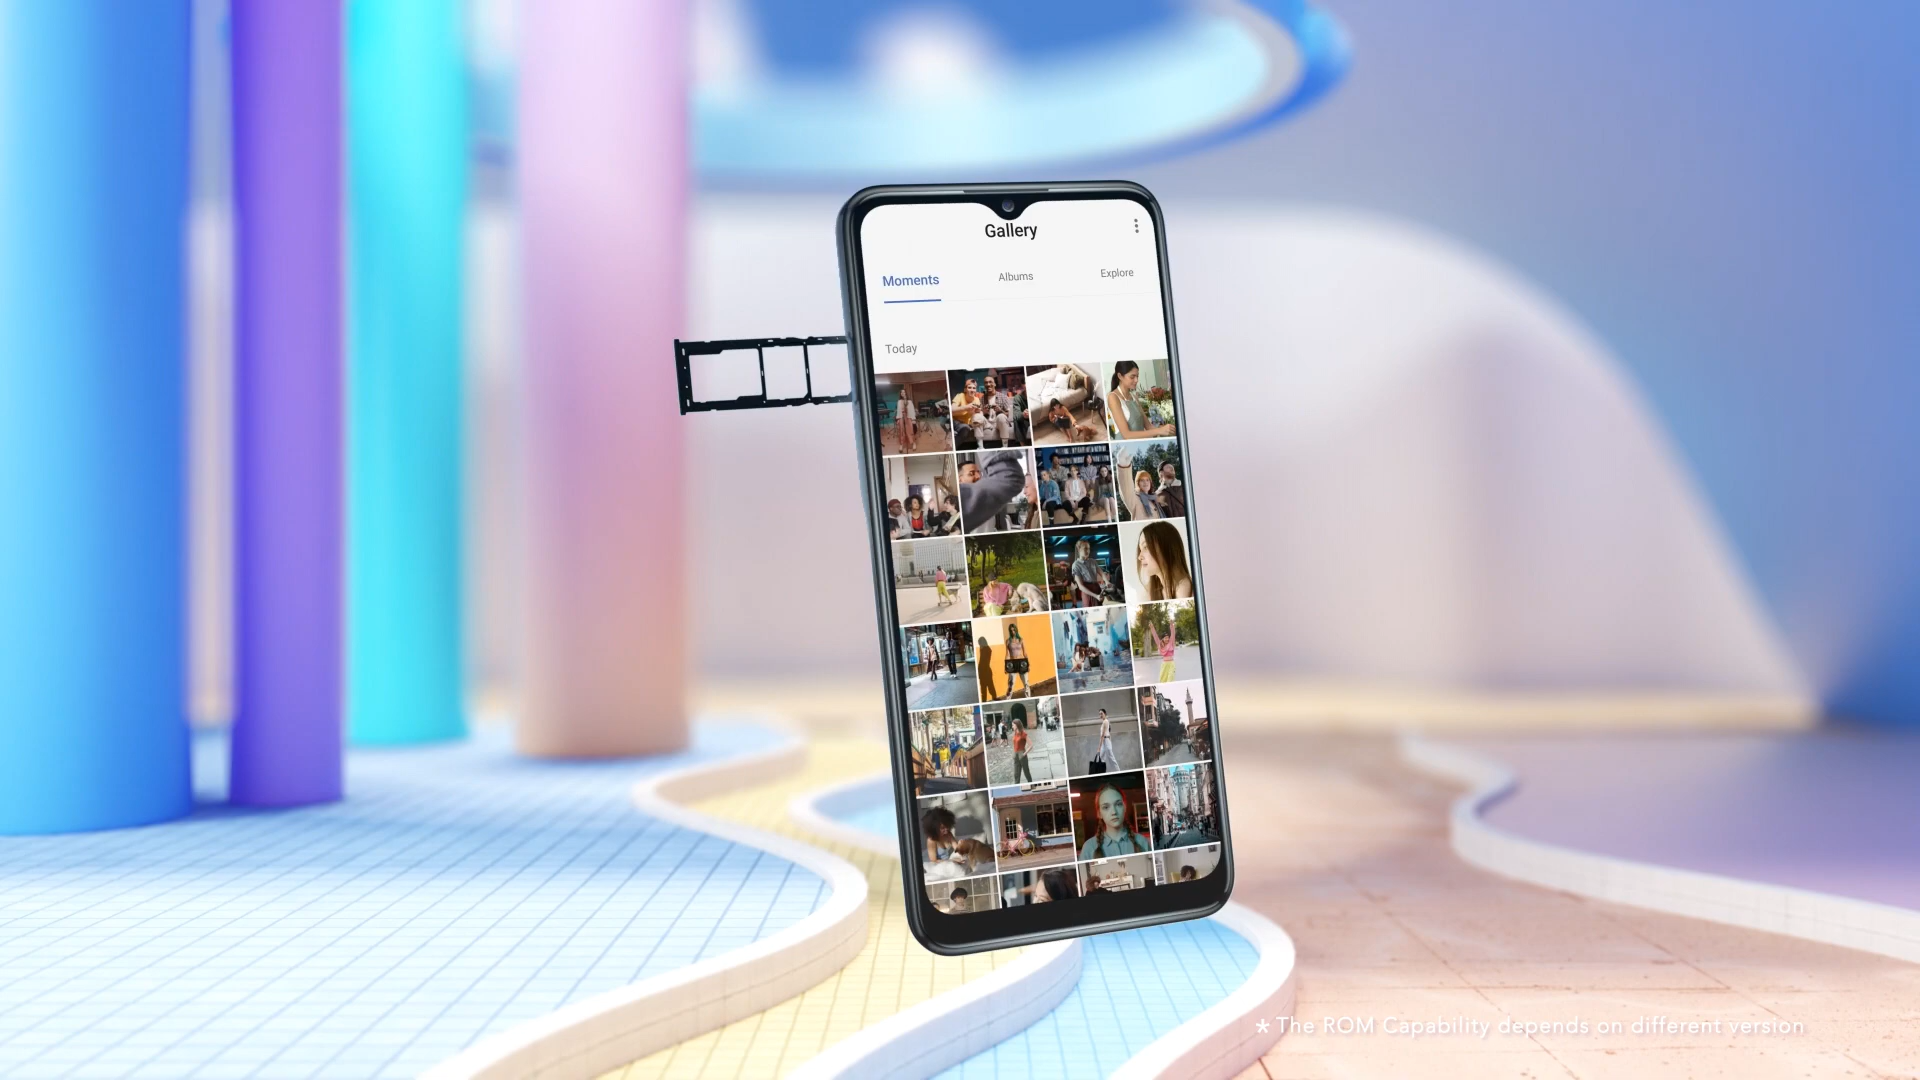 Gallery
Moments
Albums
Explore
Today
* The ROM Capability depends on different version